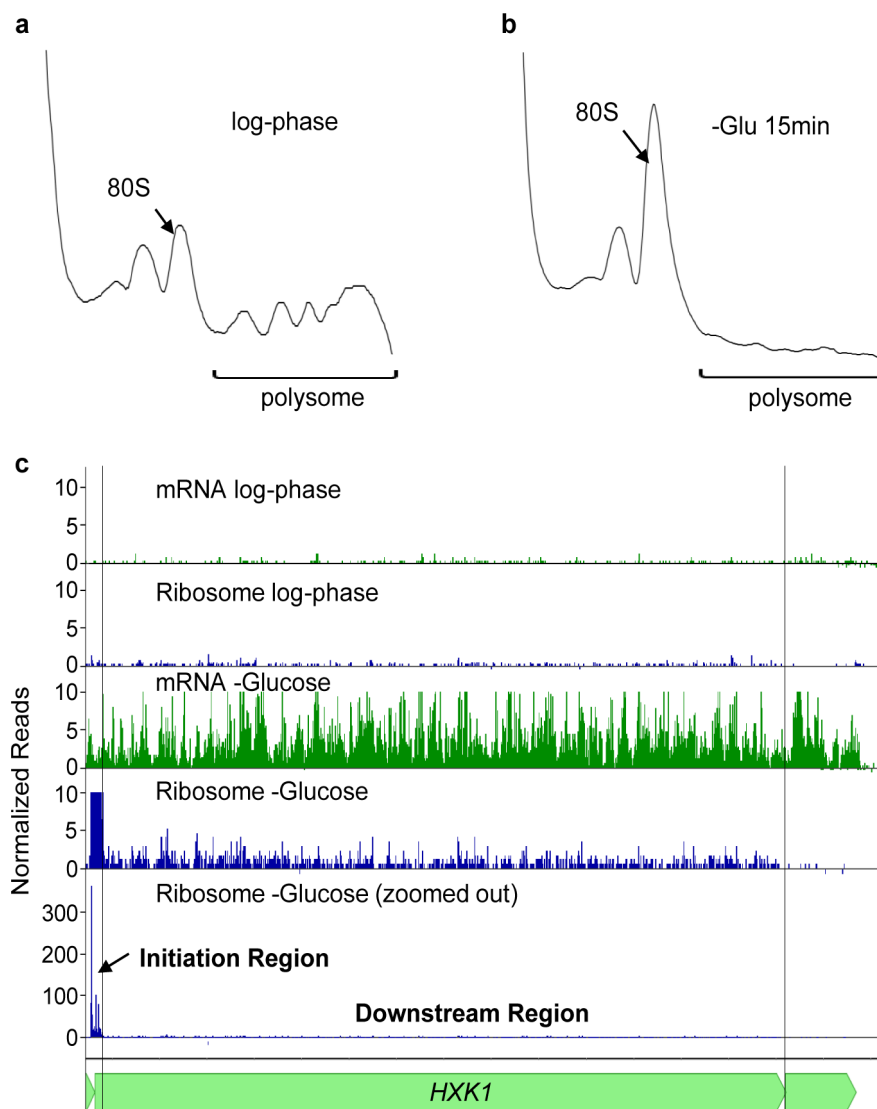 a
log-phase
80S
polysome
b
-Glu 15min
80S
polysome
c
Normalized Reads
10
5
0
mRNA log-phase
10
5
0
Ribosome log-phase
10
5
0
mRNA -Glucose
10
5
0
Ribosome -Glucose
300
200
100
0
Ribosome -Glucose (zoomed out)
Initiation Region
Downstream Region
HXK1